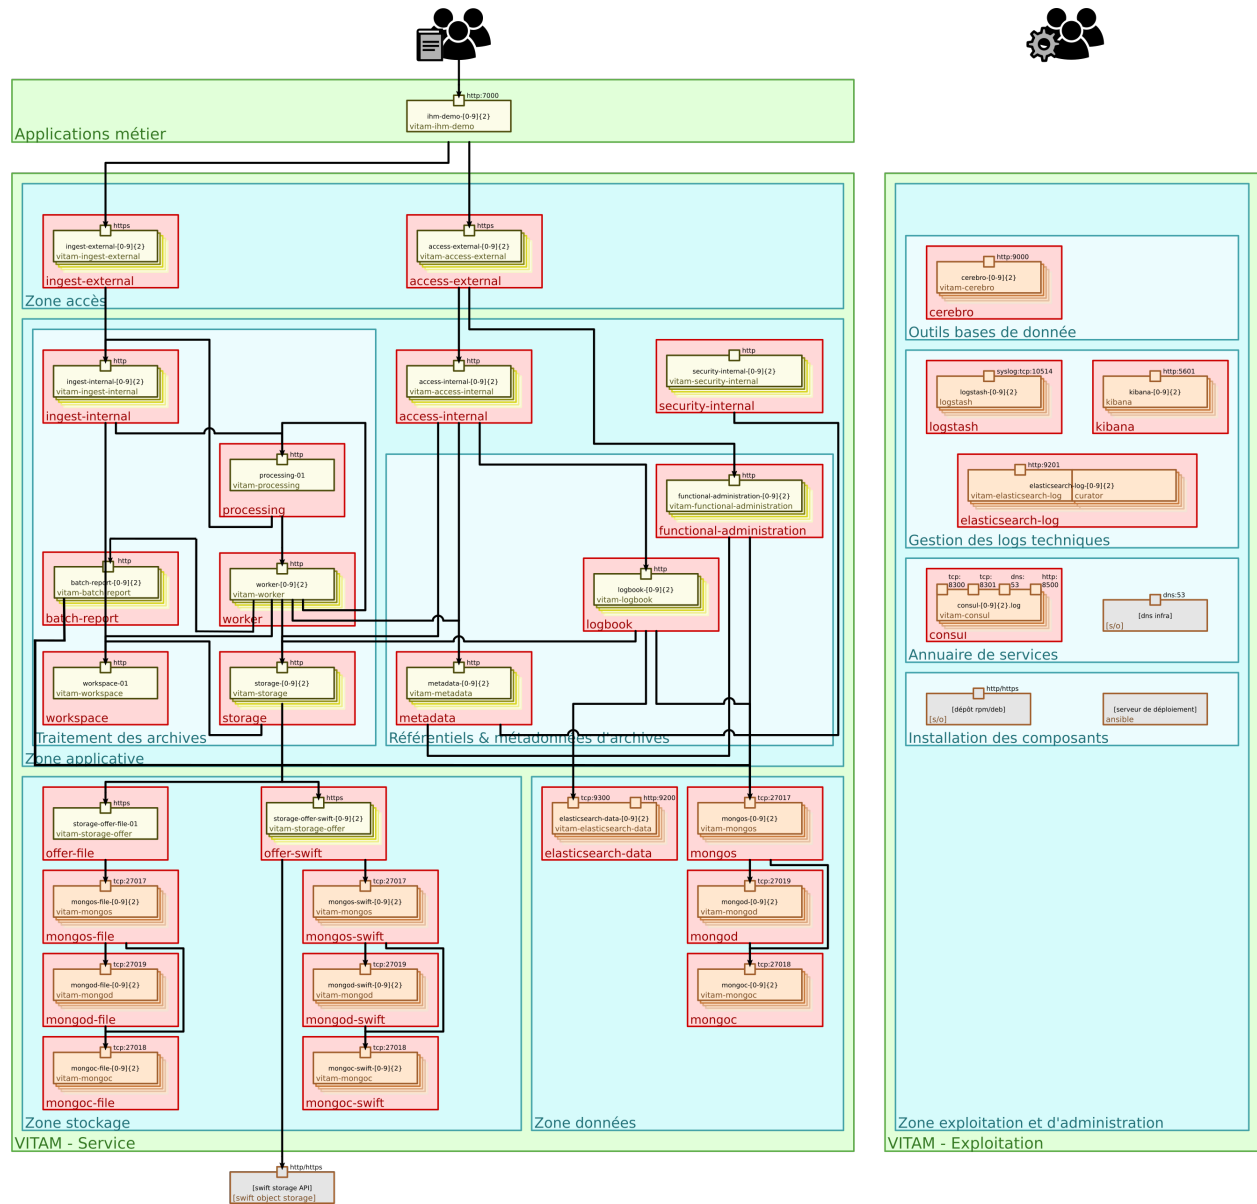 http:7000
ihm-demo-[0-9]{2}
vitam-ihm-demo
Applications métier
https
ingest-external-[0-9]{2}
vitam-ingest-external
ingest-external
https
access-external-[0-9]{2}
vitam-access-external
access-external
Zone accès
http
ingest-internal-[0-9]{2}
vitam-ingest-internal
ingest-internal
http
access-internal-[0-9]{2}
vitam-access-internal
access-internal
http
security-internal-[0-9]{2}
vitam-security-internal
security-internal
http
processing-01
vitam-processing
processing
http
functional-administration-[0-9]{2}
vitam-functional-administration
functional-administration
http
batch-report-[0-9]{2}
vitam-batch-report
batch-report
http
worker-[0-9]{2}
vitam-worker
worker
http
logbook-[0-9]{2}
vitam-logbook
logbook
http
workspace-01
vitam-workspace
workspace
http
storage-[0-9]{2}
vitam-storage
storage
http
metadata-[0-9]{2}
vitam-metadata
metadata
Traitement des archives
Référentiels & métadonnées d'archives
Zone applicative
https
storage-offer-file-01
vitam-storage-offer
offer-file
https
storage-offer-swift-[0-9]{2}
vitam-storage-offer
offer-swift
tcp:9300
http:9200
elasticsearch-data-[0-9]{2}
vitam-elasticsearch-data
elasticsearch-data
tcp:27017
mongos-[0-9]{2}
vitam-mongos
mongos
tcp:27017
mongos-file-[0-9]{2}
vitam-mongos
mongos-file
tcp:27017
mongos-swift-[0-9]{2}
vitam-mongos
mongos-swift
tcp:27019
mongod-[0-9]{2}
vitam-mongod
mongod
tcp:27019
mongod-file-[0-9]{2}
vitam-mongod
mongod-file
tcp:27019
mongod-swift-[0-9]{2}
vitam-mongod
mongod-swift
tcp:27018
mongoc-[0-9]{2}
vitam-mongoc
mongoc
tcp:27018
mongoc-file-[0-9]{2}
vitam-mongoc
mongoc-file
tcp:27018
mongoc-swift-[0-9]{2}
vitam-mongoc
mongoc-swift
Zone stockage
Zone données
VITAM - Service
http/https
[swift storage API]
[swift object storage]
http:9000
cerebro-[0-9]{2}
vitam-cerebro
cerebro
Outils bases de donnée
syslog:tcp:10514
logstash-[0-9]{2}
logstash
logstash
http:5601
kibana-[0-9]{2}
kibana
kibana
http:9201
elasticsearch-log-[0-9]{2}
vitam-elasticsearch-log
curator
elasticsearch-log
Gestion des logs techniques
tcp:
8300
tcp:
8301
dns:
53
http:
8500
consul-[0-9]{2}.log
vitam-consul
consul
dns:53
[dns infra]
[s/o]
Annuaire de services
http/https
[dépôt rpm/deb]
[s/o]
[serveur de déploiement]
ansible
Installation des composants
Zone exploitation et d'administration
VITAM - Exploitation